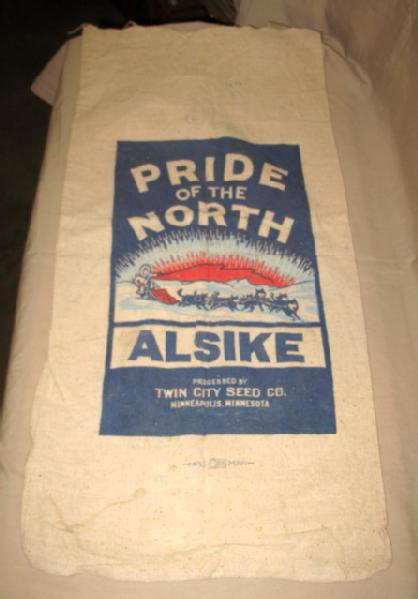 PRIDE
OF THE
NORTH
ALSIKE
PROCESSED BY
TWIN CITY SEED CO.
MINNEAPOLIS, MINNESOTA